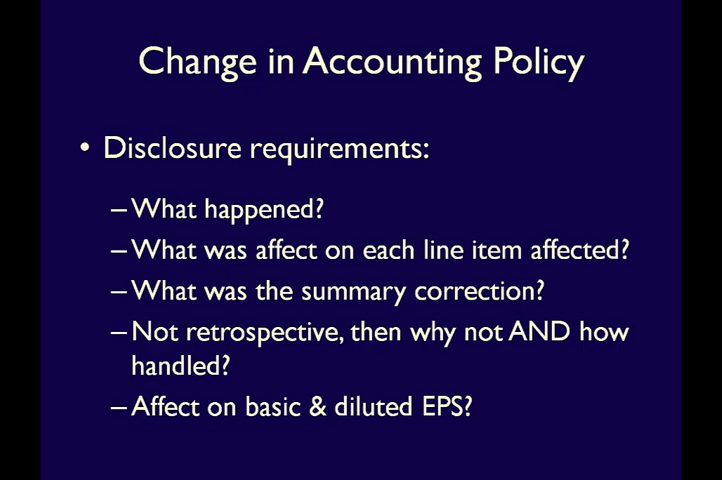 Change in Accounting Policy
• Disclosure requirements:
– What happened?
– What was affect on each line item affected?
– What was the summary correction?
– Not retrospective, then why not AND how
handled?
– Affect on basic & diluted EPS?